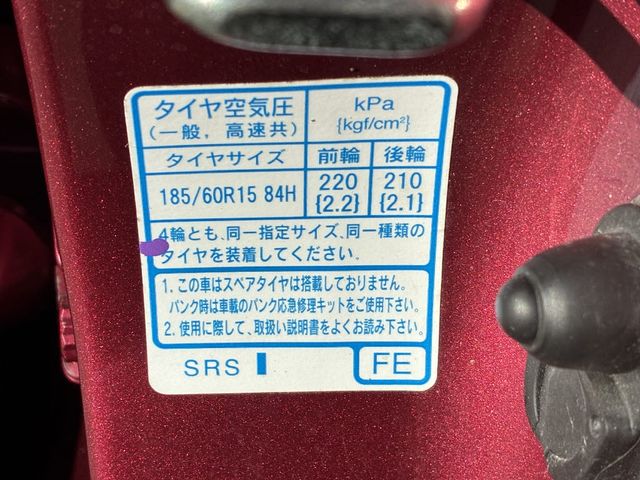 タイヤ空気圧
(一般，高速共)
kPa
{kgf/cm²}
タイヤサイズ 前輪 後輪
185/60R15 84H 220 {2.2} 210 {2.1}
4輪とも、同一指定サイズ、同一種類の
タイヤを装着してください.
1. この車はスペアタイヤは搭載しておりません。
パンク時は車載のパンク応急修理キットをご使用下さい。
2. 使用に際して、取扱い説明書をよくお読み下さい。
SRS FE